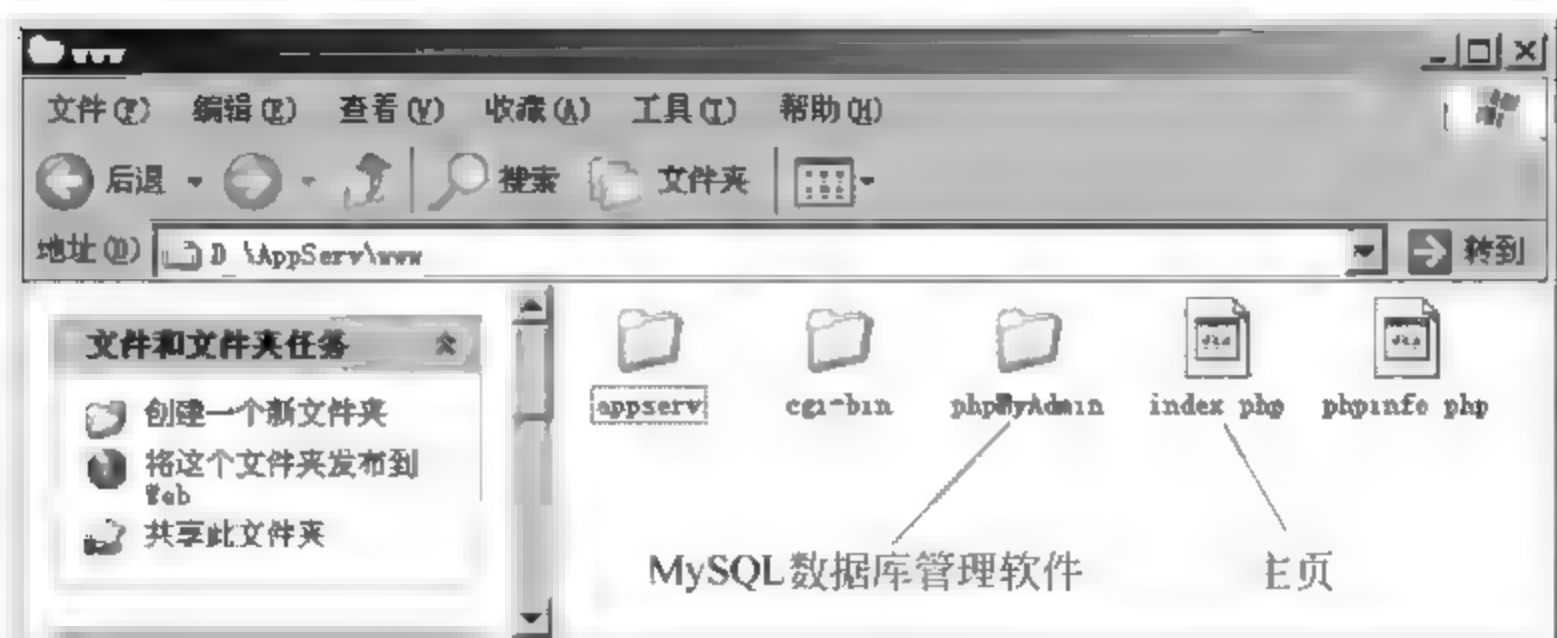 www
文件(F) 编辑(E) 查看(V) 收藏(A) 工具(T) 帮助(H)
后退 搜索 文件夹
地址(D) D \AppServ\www 转到
文件和文件夹任务
创建一个新文件夹
将这个文件夹发布到
Web
共享此文件夹
appserv cgi-bin phpMyAdmin index php phpinfo php
MySQL数据库管理软件 主页